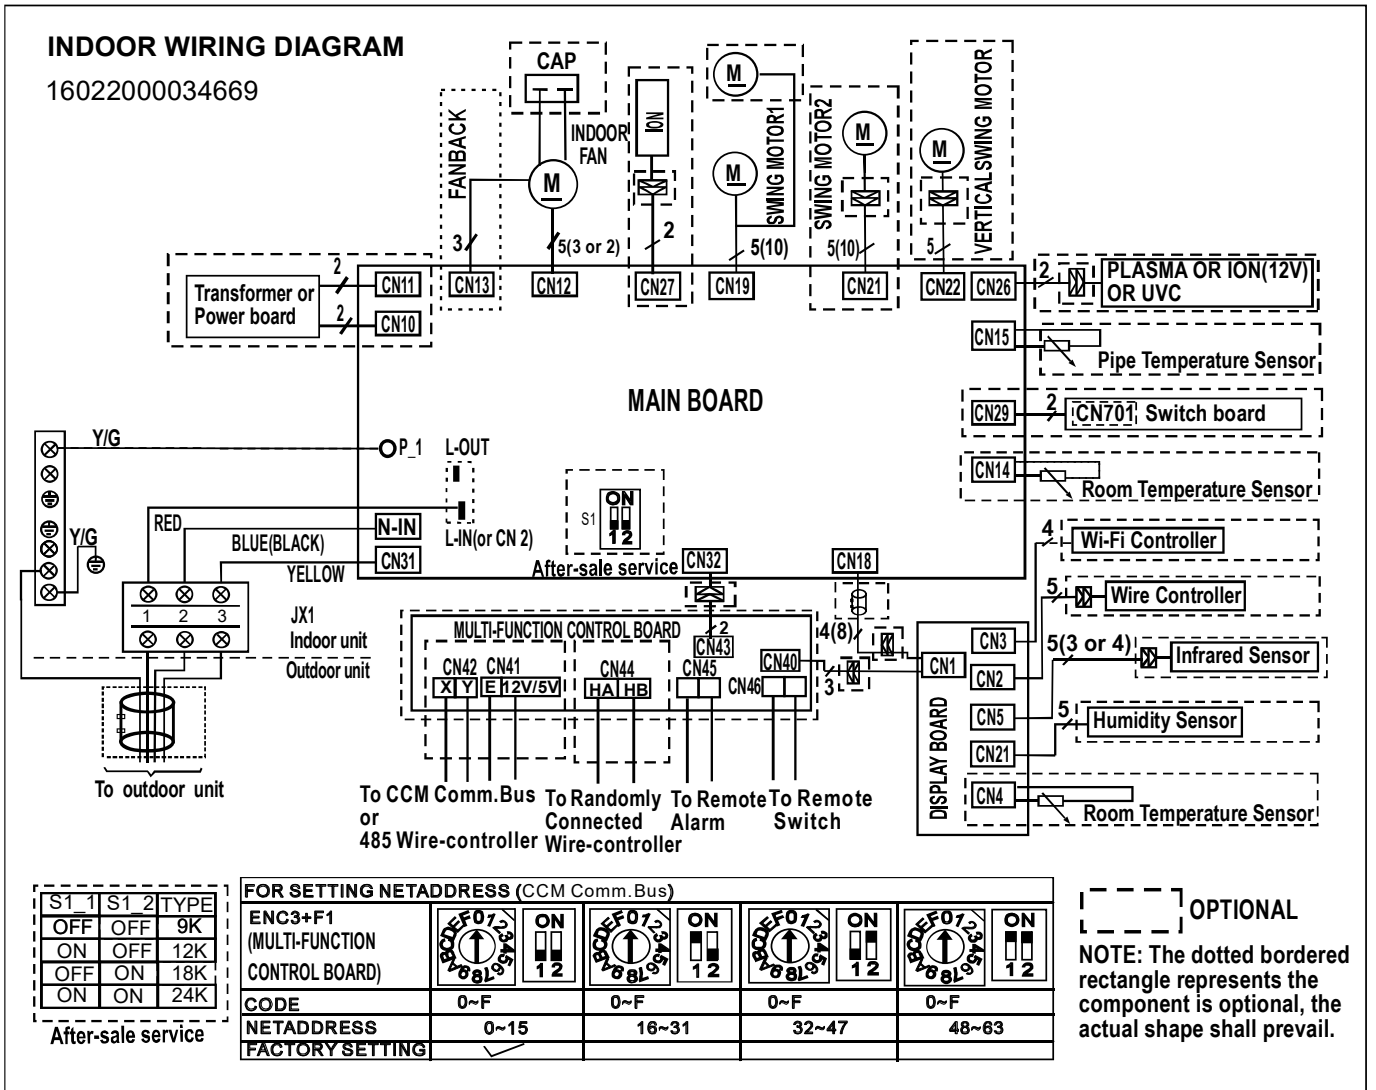 INDOOR WIRING DIAGRAM
16022000034669
CAP
INDOOR
FAN
FANBACK
ION
SWING MOTOR1
SWING MOTOR2
VERTICAL SWING MOTOR
M
M
M
M
M
3
5(3 or 2)
2
5(10)
5(10)
5
Transformer or
Power board
2
2
CN11
CN10
CN13
CN12
CN27
CN19
CN21
CN22
CN26
2
PLASMA OR ION(12V)
OR UVC
CN15
Pipe Temperature Sensor
MAIN BOARD
CN29
2
CN701
Switch board
CN14
Room Temperature Sensor
Y/G
P_1
L-OUT
L-IN(or CN 2)
RED
N-IN
BLUE(BLACK)
CN31
YELLOW
Y/G
S1
ON
1 2
After-sale service
CN32
CN18
4
Wi-Fi Controller
5
Wire Controller
5(3 or 4)
Infrared Sensor
5
Humidity Sensor
1 2 3
JX1
Indoor unit
Outdoor unit
To outdoor unit
MULTI-FUNCTION CONTROL BOARD
2
CN43
CN42
CN41
CN44
CN45
CN46
CN40
X Y
E 12V/5V
HA HB
4(8)
3
CN1
CN3
CN2
CN5
CN21
CN4
DISPLAY BOARD
Room Temperature Sensor
To CCM Comm.Bus
or
485 Wire-controller
To Randomly
Connected
Wire-controller
To Remote
Alarm
To Remote
Switch
S1_1 S1_2 TYPE
OFF OFF 9K
ON OFF 12K
OFF ON 18K
ON ON 24K
After-sale service
FOR SETTING NETADDRESS (CCM Comm.Bus)
ENC3+F1
(MULTI-FUNCTION
CONTROL BOARD)
0123456789ABCDEF
ON
1 2
0123456789ABCDEF
ON
1 2
0123456789ABCDEF
ON
1 2
0123456789ABCDEF
ON
1 2
CODE 0~F 0~F 0~F 0~F
NETADDRESS 0~15 16~31 32~47 48~63
FACTORY SETTING
OPTIONAL
NOTE: The dotted bordered
rectangle represents the
component is optional, the
actual shape shall prevail.